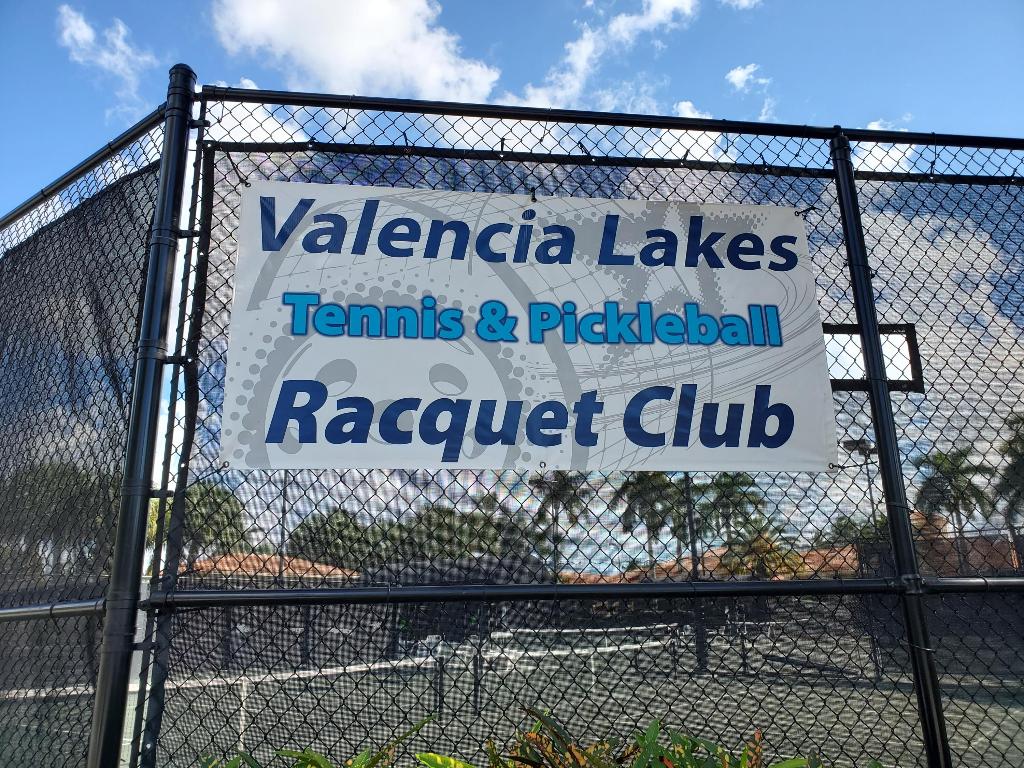 Valencia Lakes
Tennis & Pickleball
Racquet Club